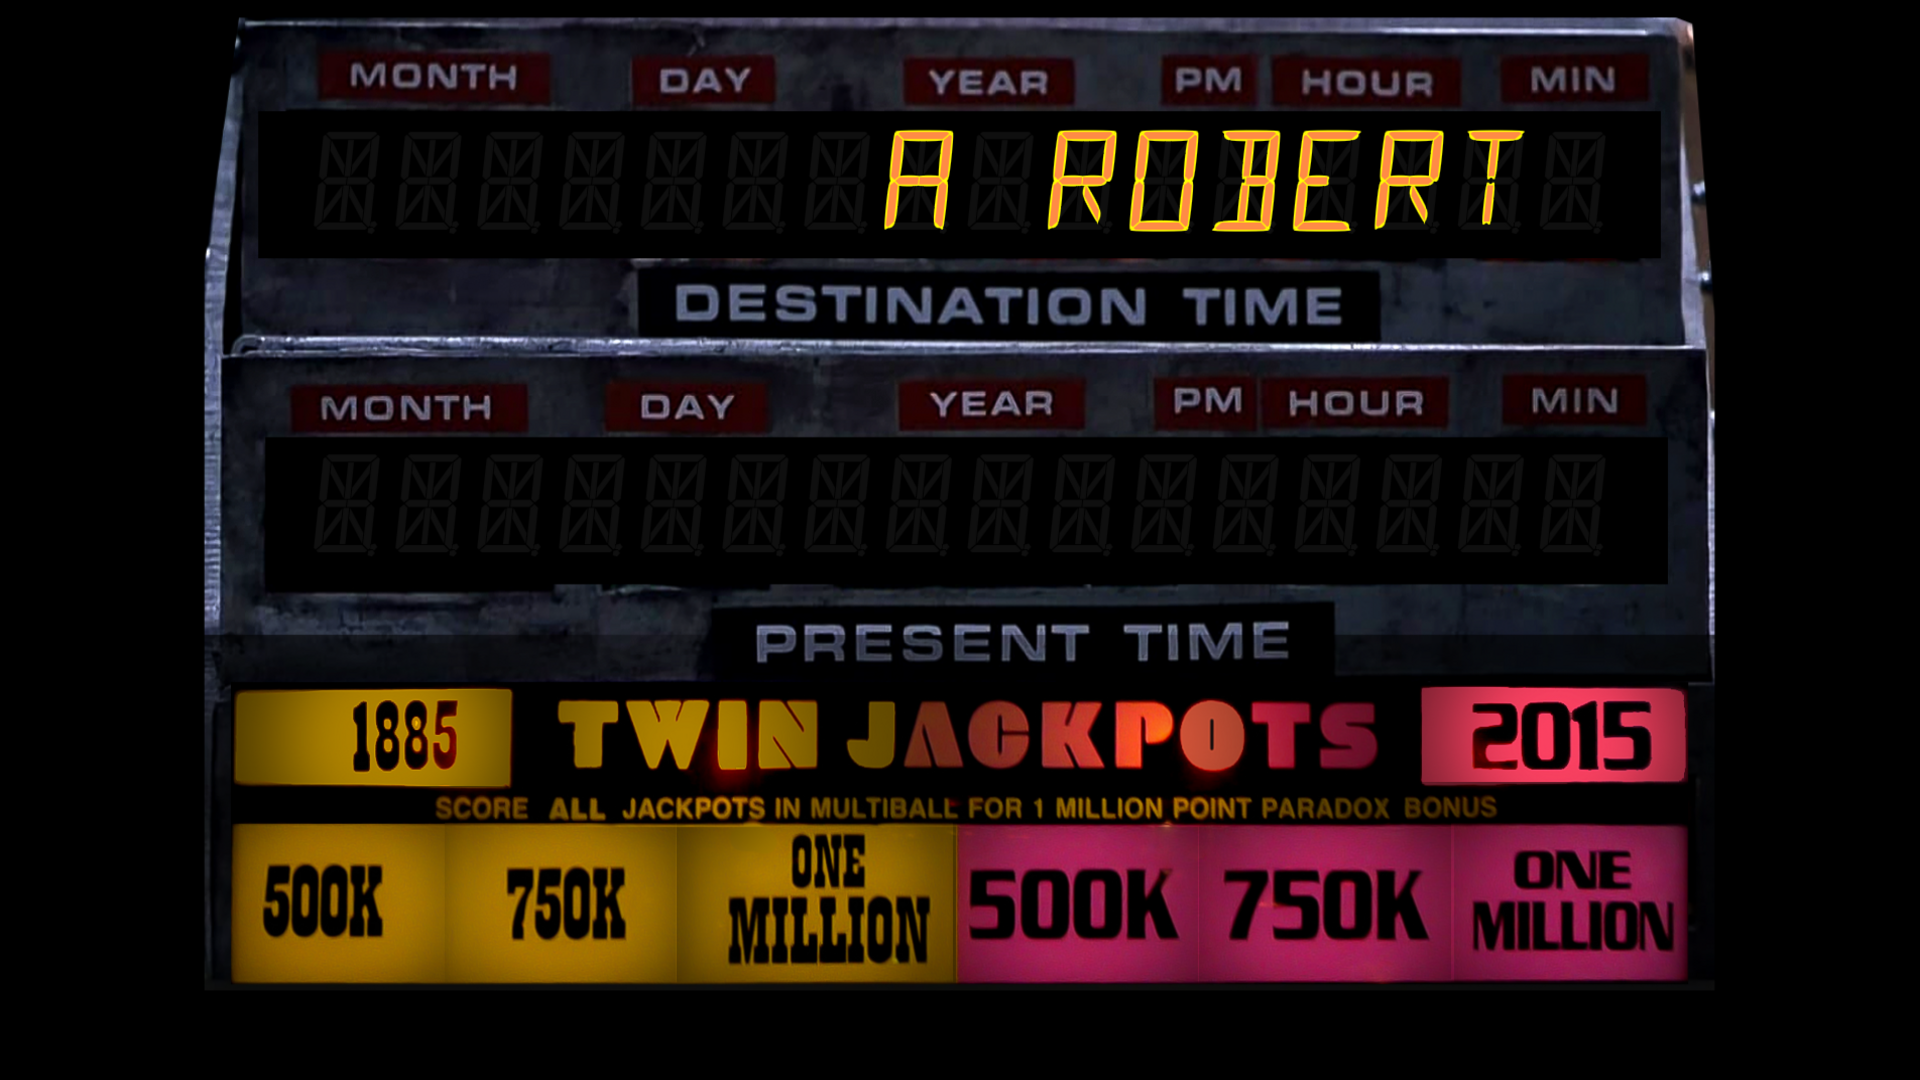 MONTH DAY YEAR PM HOUR MIN
A ROBERT
DESTINATION TIME
MONTH DAY YEAR PM HOUR MIN
PRESENT TIME
1885 TWIN JACKPOTS 2015
SCORE ALL JACKPOTS IN MULTIBALL FOR 1 MILLION POINT PARADOX BONUS
500K 750K ONE MILLION 500K 750K ONE MILLION